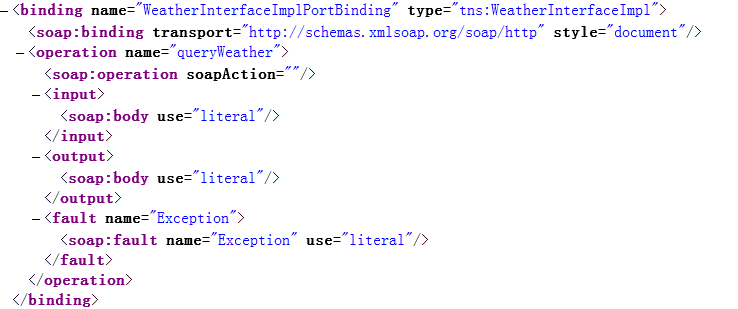 −<binding name="WeatherInterfaceImplPortBinding" type="tns:WeatherInterfaceImpl">
<soap:binding transport="http://schemas.xmlsoap.org/soap/http" style="document"/>
−<operation name="queryWeather">
<soap:operation soapAction=""/>
−<input>
<soap:body use="literal"/>
</input>
−<output>
<soap:body use="literal"/>
</output>
−<fault name="Exception">
<soap:fault name="Exception" use="literal"/>
</fault>
</operation>
</binding>